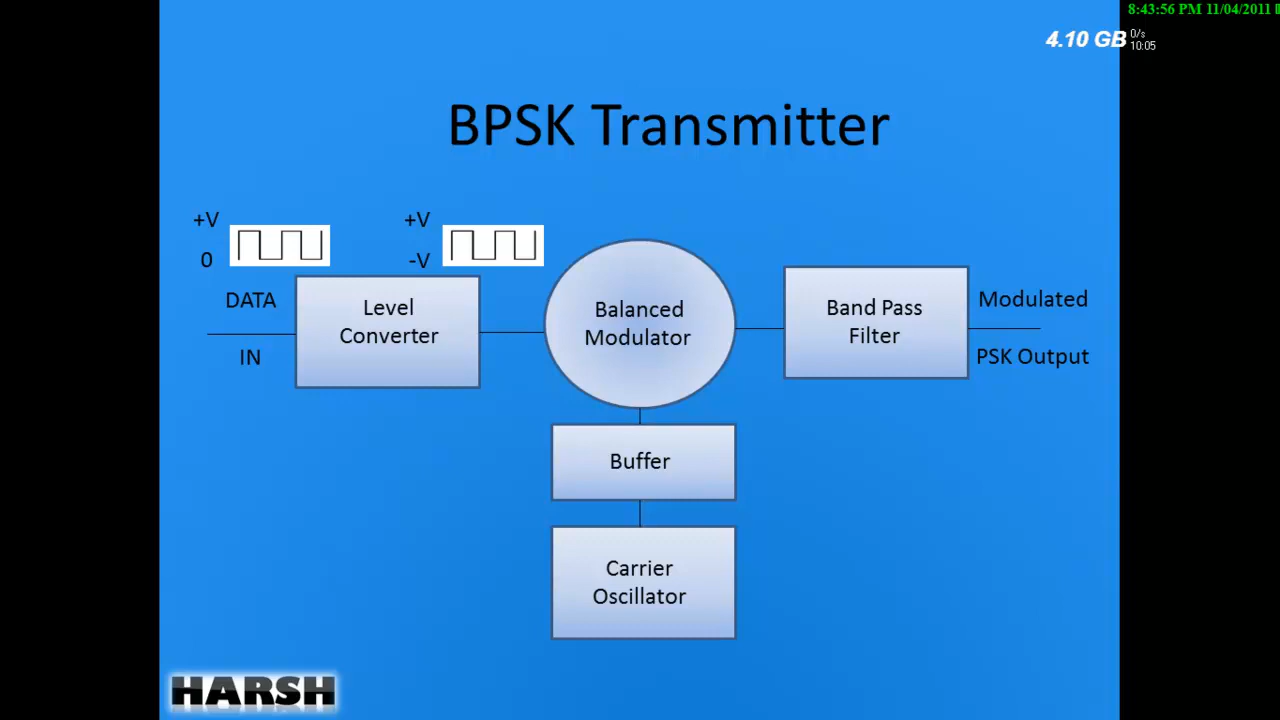 8:43:56 PM 11/04/2011
4.10 GB
0/s
10:05
BPSK Transmitter
+V
0
+V
-V
DATA
IN
Level
Converter
Balanced
Modulator
Band Pass
Filter
Modulated
PSK Output
Buffer
Carrier
Oscillator
HARSH